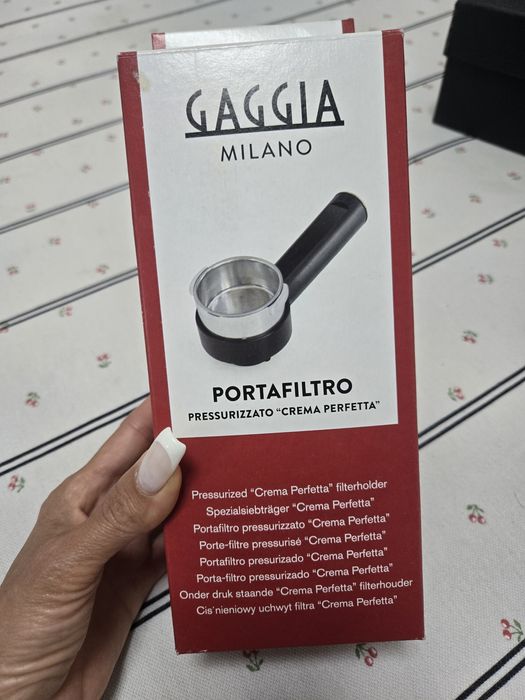 GAGGIA
MILANO
PORTAFILTRO
PRESSURIZZATO “CREMA PERFETTA”
Pressurized “Crema Perfetta” filterholder
Spezialsiebträger “Crema Perfetta”
Portafiltro pressurizzato “Crema Perfetta”
Porte-filtre pressurisé “Crema Perfetta”
Portafiltro presurizado “Crema Perfetta”
Porta-filtro pressurizado “Crema Perfetta”
Onder druk staande “Crema Perfetta” filterhouder
Cis´nieniowy uchwyt filtra “Crema Perfetta”